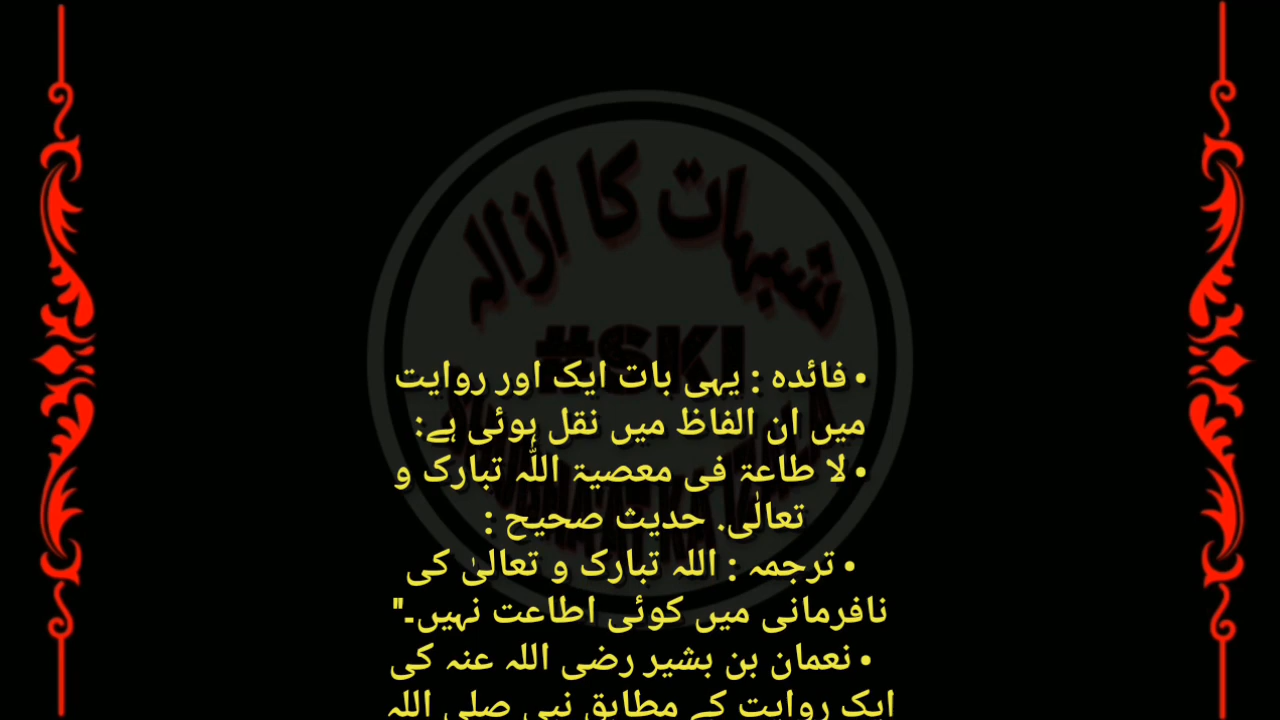 شبہات کا ازالہ
#SKI
• فائدہ : یہی بات ایک اور روایت
میں ان الفاظ میں نقل ہوئی ہے:
• لا طاعۃ فی معصیۃ اللّٰہ تبارک و
تعالٰی. حدیث صحیح :
• ترجمہ : اللہ تبارک و تعالیٰ کی
نافرمانی میں کوئی اطاعت نہیں۔"
• نعمان بن بشیر رضی اللہ عنہ کی
ایک روایت کے مطابق نبی صلی اللہ